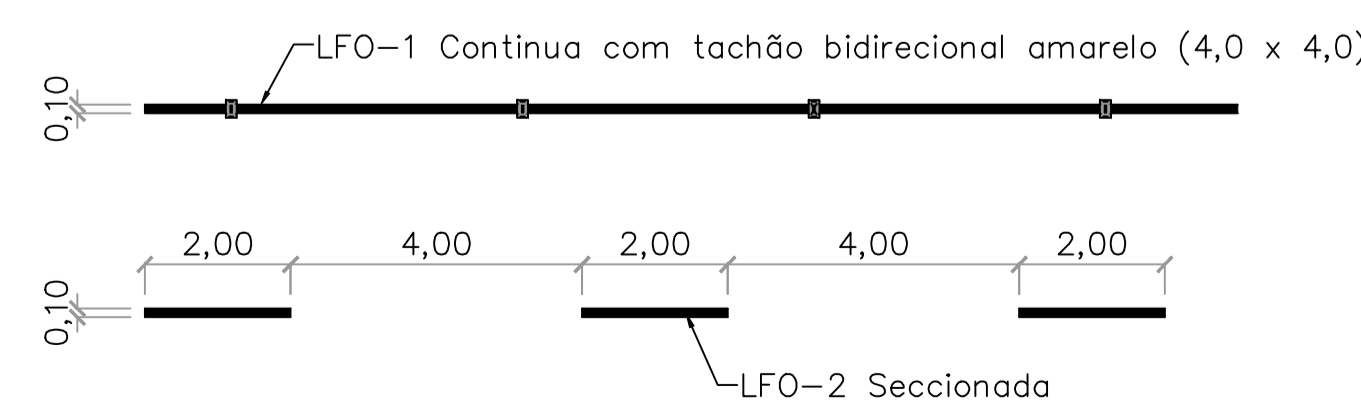 LFO-1 Continua com tachão bidirecional amarelo (4,0 x 4,0)
0,10
2,00 4,00 2,00 4,00 2,00
0,10
LFO-2 Seccionada